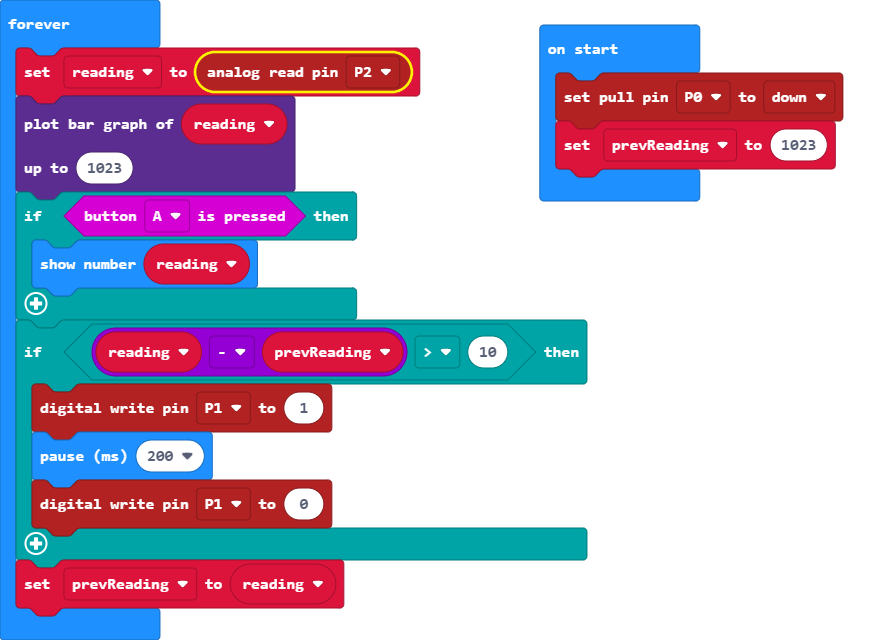 forever
set reading to analog read pin P2
plot bar graph of reading
up to 1023
if button A is pressed then
show number reading
if reading - prevReading > 10 then
digital write pin P1 to 1
pause (ms) 200
digital write pin P1 to 0
set prevReading to reading
on start
set pull pin P0 to down
set prevReading to 1023